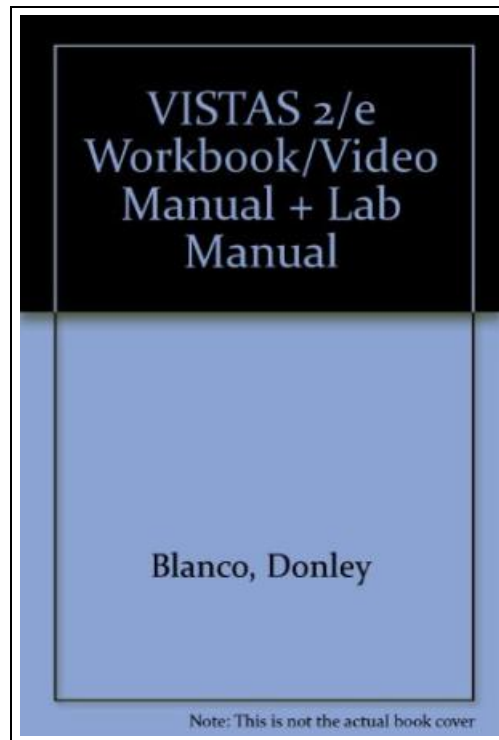 VISTAS 2/e
Workbook/Video
Manual + Lab
Manual
Blanco, Donley
Note: This is not the actual book cover